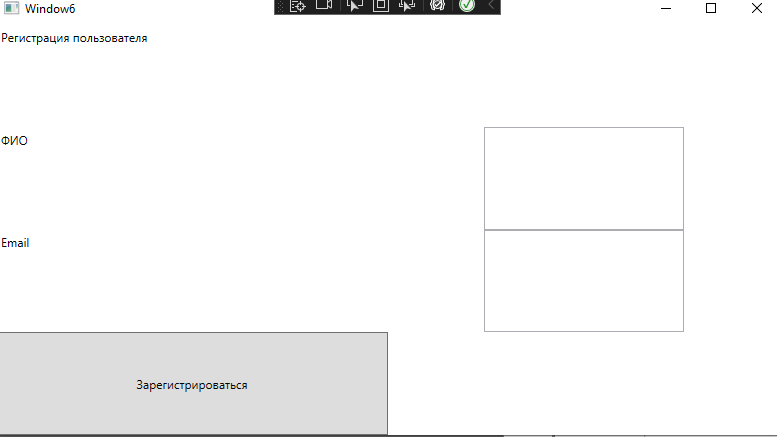 Window6
Регистрация пользователя
ФИО
Email
Зарегистрироваться